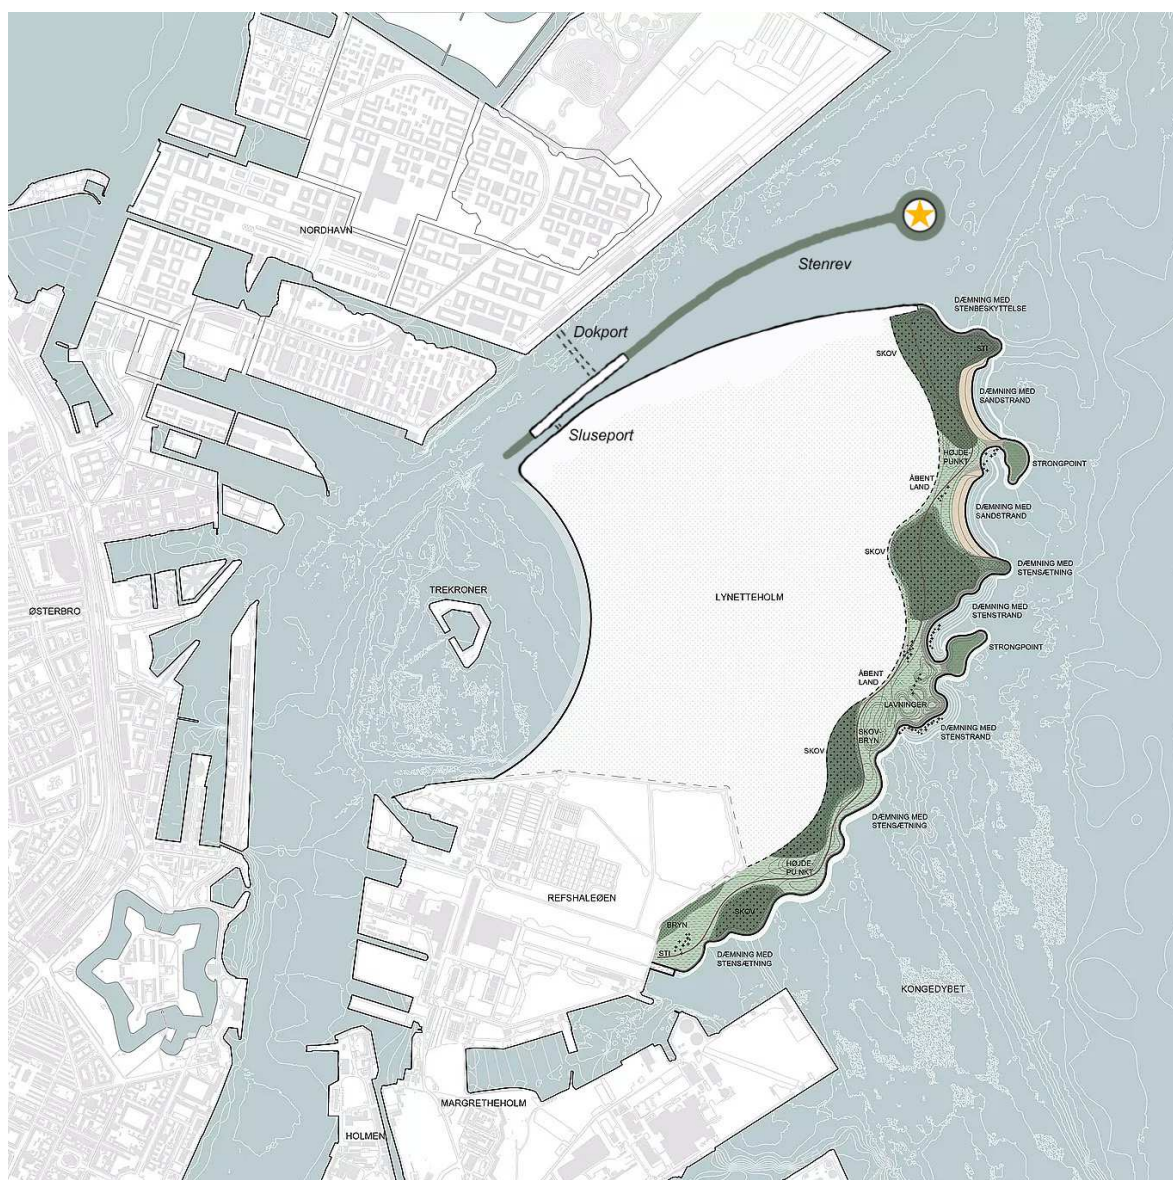 NORDHAVN
Stenrev
DÆMNING MED
STENBESKYTTELSE
Dokport
SKOV
STI
DÆMNING MED
SANDSTRAND
Sluseport
HØJDE-
PUNKT
STRONGPOINT
ÅBENT
LAND
DÆMNING MED
SANDSTRAND
SKOV
DÆMNING MED
STENSÆTNING
TREKRONER
LYNETTEHOLM
ØSTERBRO
DÆMNING MED
STENSTRAND
STRONGPOINT
ÅBENT
LAND
LAVNINGER
SKOV-
BRYN
DÆMNING MED
STENSTRAND
SKOV
DÆMNING MED
STENSÆTNING
HØJDE-
PUNKT
REFSHALEØEN
SKOV
BRYN
STI
DÆMNING MED
STENSÆTNING
KONGEDYBET
MARGRETHEHOLM
HOLMEN